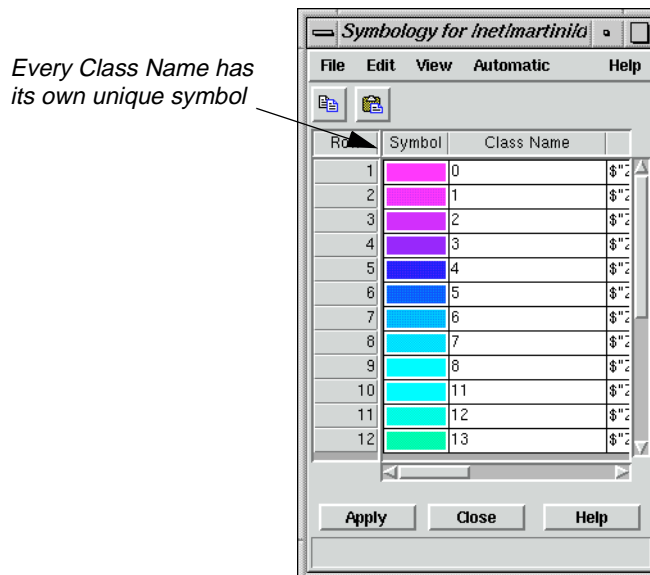 Every Class Name has
its own unique symbol
Symbology for /net/martini/d
File Edit View Automatic Help
Symbol Class Name
1 0 $"Z
2 1 $"Z
3 2 $"Z
4 3 $"Z
5 4 $"Z
6 5 $"Z
7 6 $"Z
8 7 $"Z
9 8 $"Z
10 11 $"Z
11 12 $"Z
12 13 $"Z
Apply Close Help